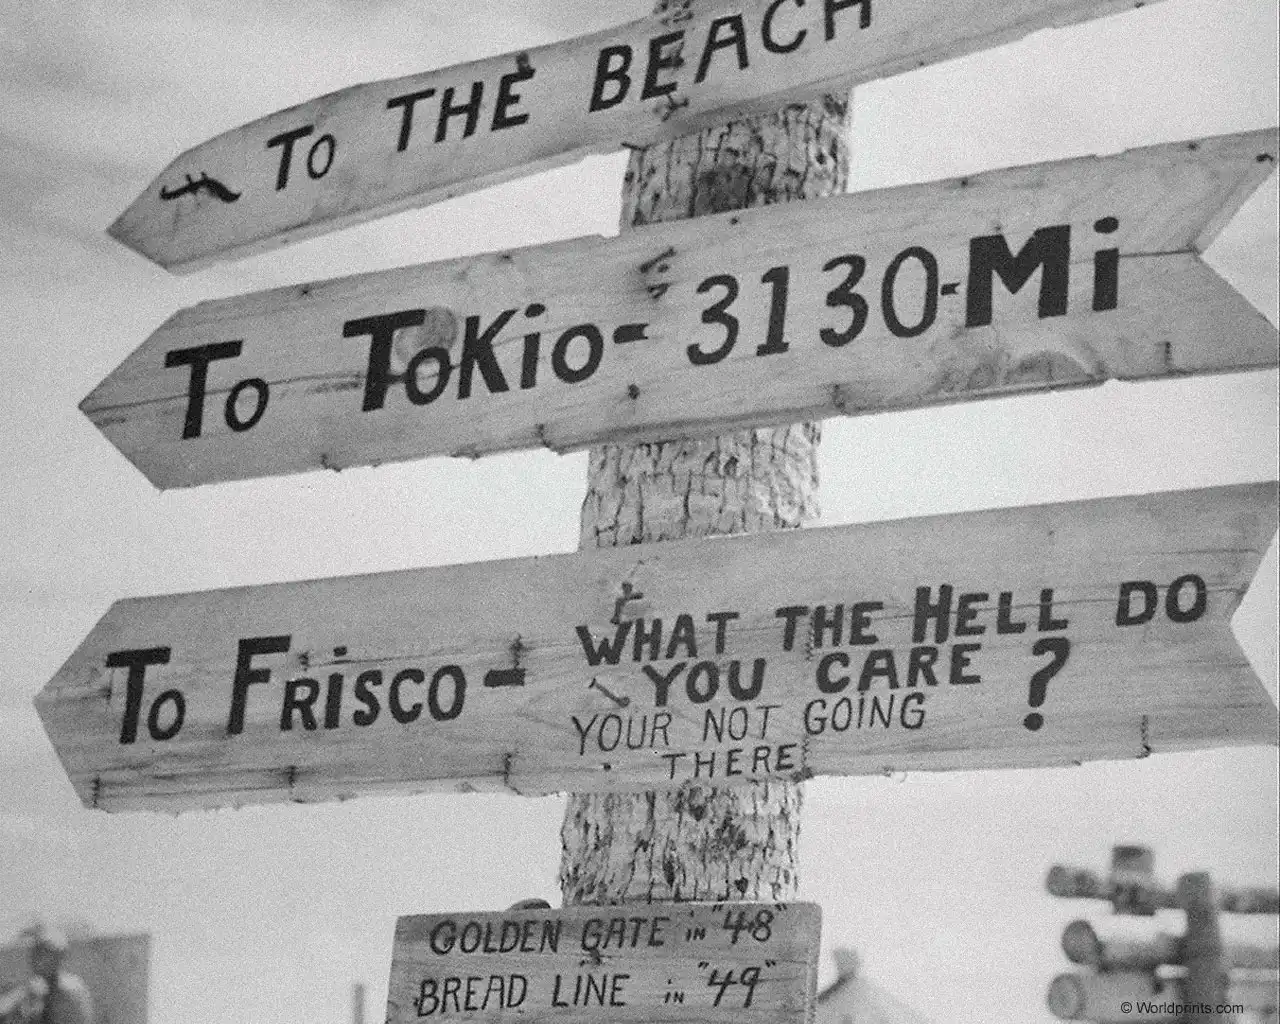 To THE BEACH
To ToKio - 3130-Mi
To FRiSCO - WHAT THE HELL DO
YOU CARE ?
YOUR NOT GOING
THERE
GOLDEN GATE in "48"
BREAD LINE in "49"
© Worldprints.com